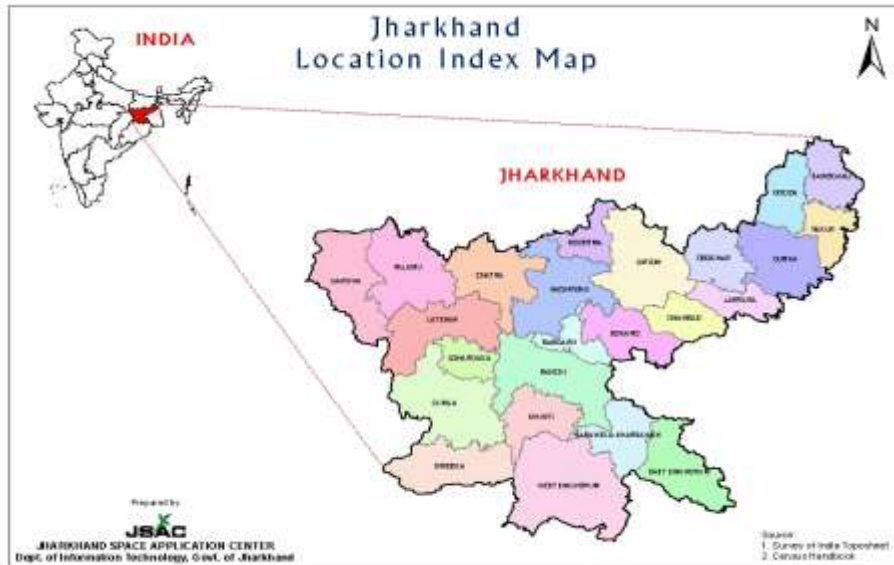 INDIA
Jharkhand
Location Index Map
N
JHARKHAND
SAHIBGANJ
GODDA
PAKUR
KODERMA
GIRIDIH
DEOGHAR
DUMKA
GARHWA
PALAMU
CHATRA
HAZARIBAG
JAMTARA
LATEHAR
DHANBAD
RAMGARH
BOKARO
LOHARDAGA
RANCHI
GUMLA
KHUNTI
SARAIKELA-KHARSAWAN
SIMDEGA
WEST SINGHBHUM
EAST SINGHBHUM
Prepared by
JSAC
JHARKHAND SPACE APPLICATION CENTER
Dept. of Information Technology, Govt. of Jharkhand
Source:
1. Survey of India Toposheet
2. Census Handbook